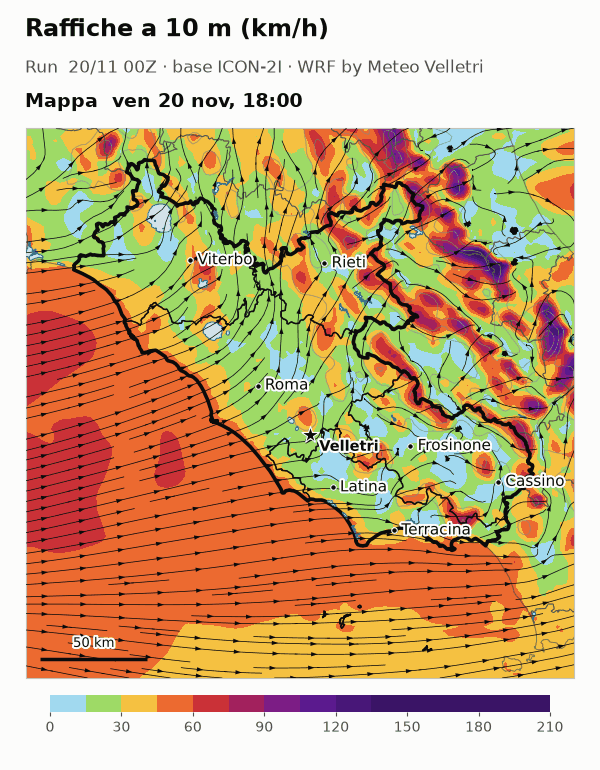 Raffiche a 10 m (km/h)
Run  20/11 00Z · base ICON-2I · WRF by Meteo Velletri
Mappa  ven 20 nov, 18:00
Viterbo
Rieti
Roma
Velletri
Frosinone
Cassino
Latina
Terracina
50 km
0 30 60 90 120 150 180 210